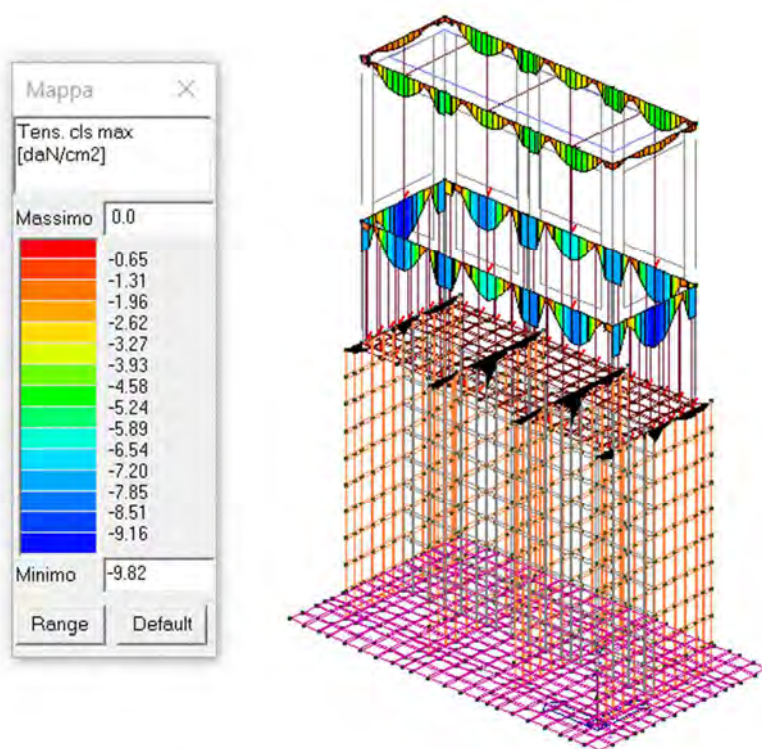 Mappa
Tens. cls max
[daN/cm2]
Massimo 0.0
-0.65
-1.31
-1.96
-2.62
-3.27
-3.93
-4.58
-5.24
-5.89
-6.54
-7.20
-7.85
-8.51
-9.16
Minimo -9.82
Range Default